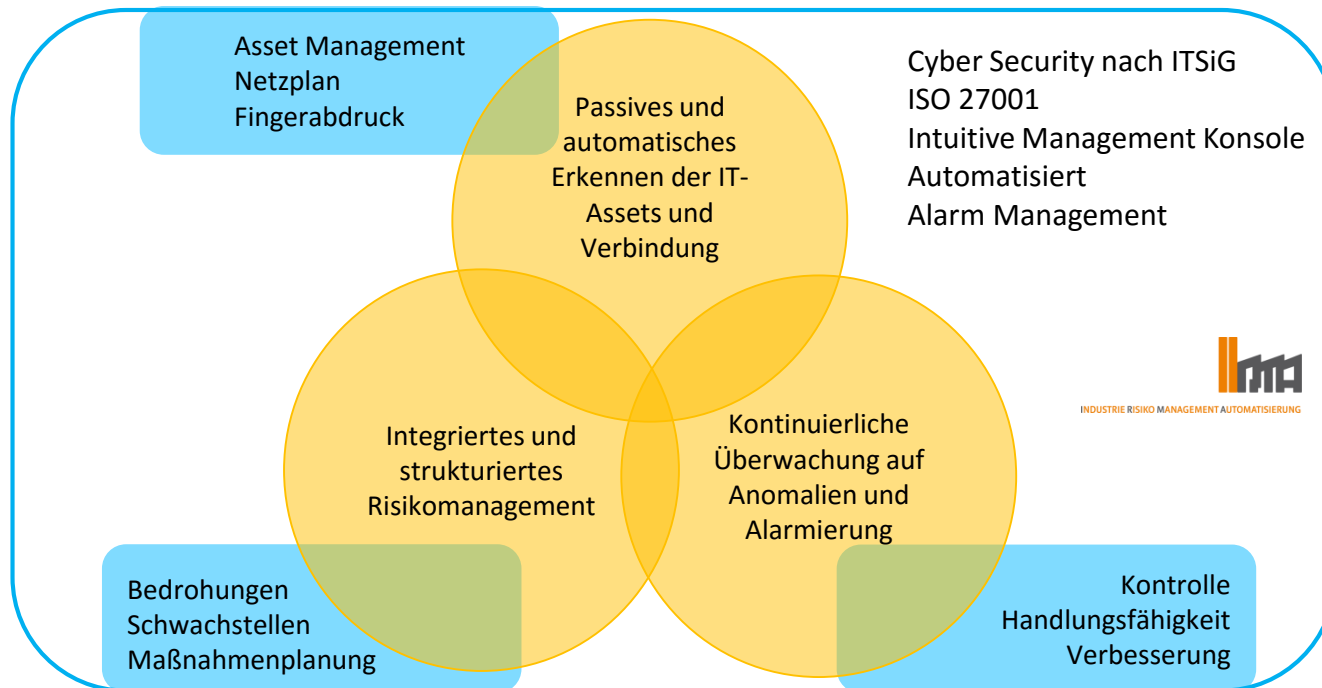 Asset Management
Netzplan
Fingerabdruck
Passives und
automatisches
Erkennen der IT-
Assets und
Verbindung
Cyber Security nach ITSiG
ISO 27001
Intuitive Management Konsole
Automatisiert
Alarm Management
IRMA
INDUSTRIE RISIKO MANAGEMENT AUTOMATISIERUNG
Integriertes und
strukturiertes
Risikomanagement
Kontinuierliche
Überwachung auf
Anomalien und
Alarmierung
Bedrohungen
Schwachstellen
Maßnahmenplanung
Kontrolle
Handlungsfähigkeit
Verbesserung